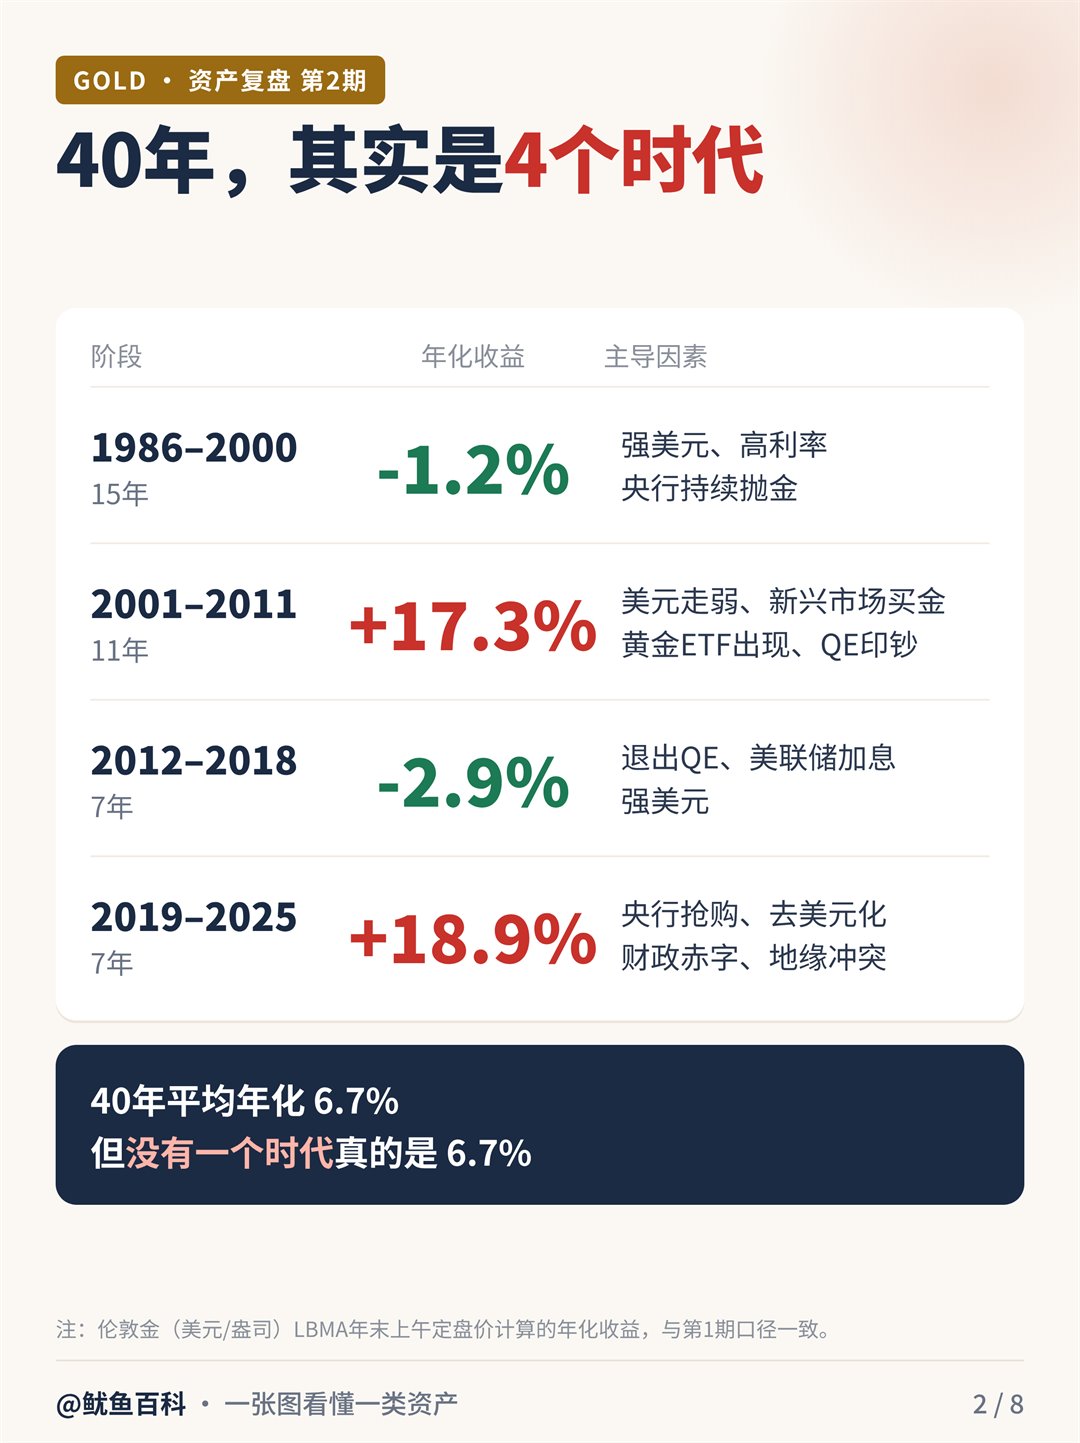 GOLD · 资产复盘 第2期
40年，其实是4个时代
阶段 年化收益 主导因素
1986–2000 -1.2% 强美元、高利率
15年 央行持续抛金
2001–2011 +17.3% 美元走弱、新兴市场买金
11年 黄金ETF出现、QE印钞
2012–2018 -2.9% 退出QE、美联储加息
7年 强美元
2019–2025 +18.9% 央行抢购、去美元化
7年 财政赤字、地缘冲突
40年平均年化 6.7%
但没有一个时代真的是 6.7%
注：伦敦金（美元/盎司）LBMA年末上午定盘价计算的年化收益，与第1期口径一致。
@鱿鱼百科 · 一张图看懂一类资产 2 / 8